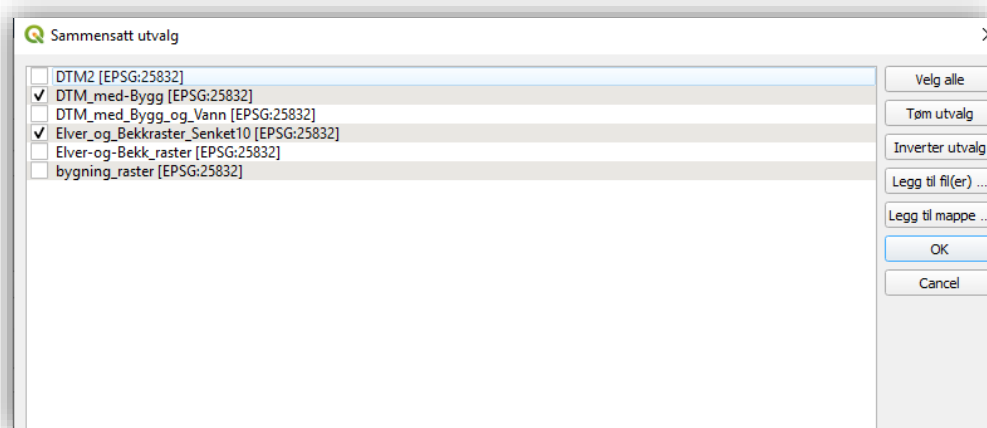 Sammensatt utvalg
DTM2 [EPSG:25832]
DTM_med-Bygg [EPSG:25832]
DTM_med_Bygg_og_Vann [EPSG:25832]
Elver_og_Bekkraster_Senket10 [EPSG:25832]
Elver-og-Bekk_raster [EPSG:25832]
bygning_raster [EPSG:25832]
Velg alle
Tøm utvalg
Inverter utvalg
Legg til fil(er) ...
Legg til mappe ...
OK
Cancel